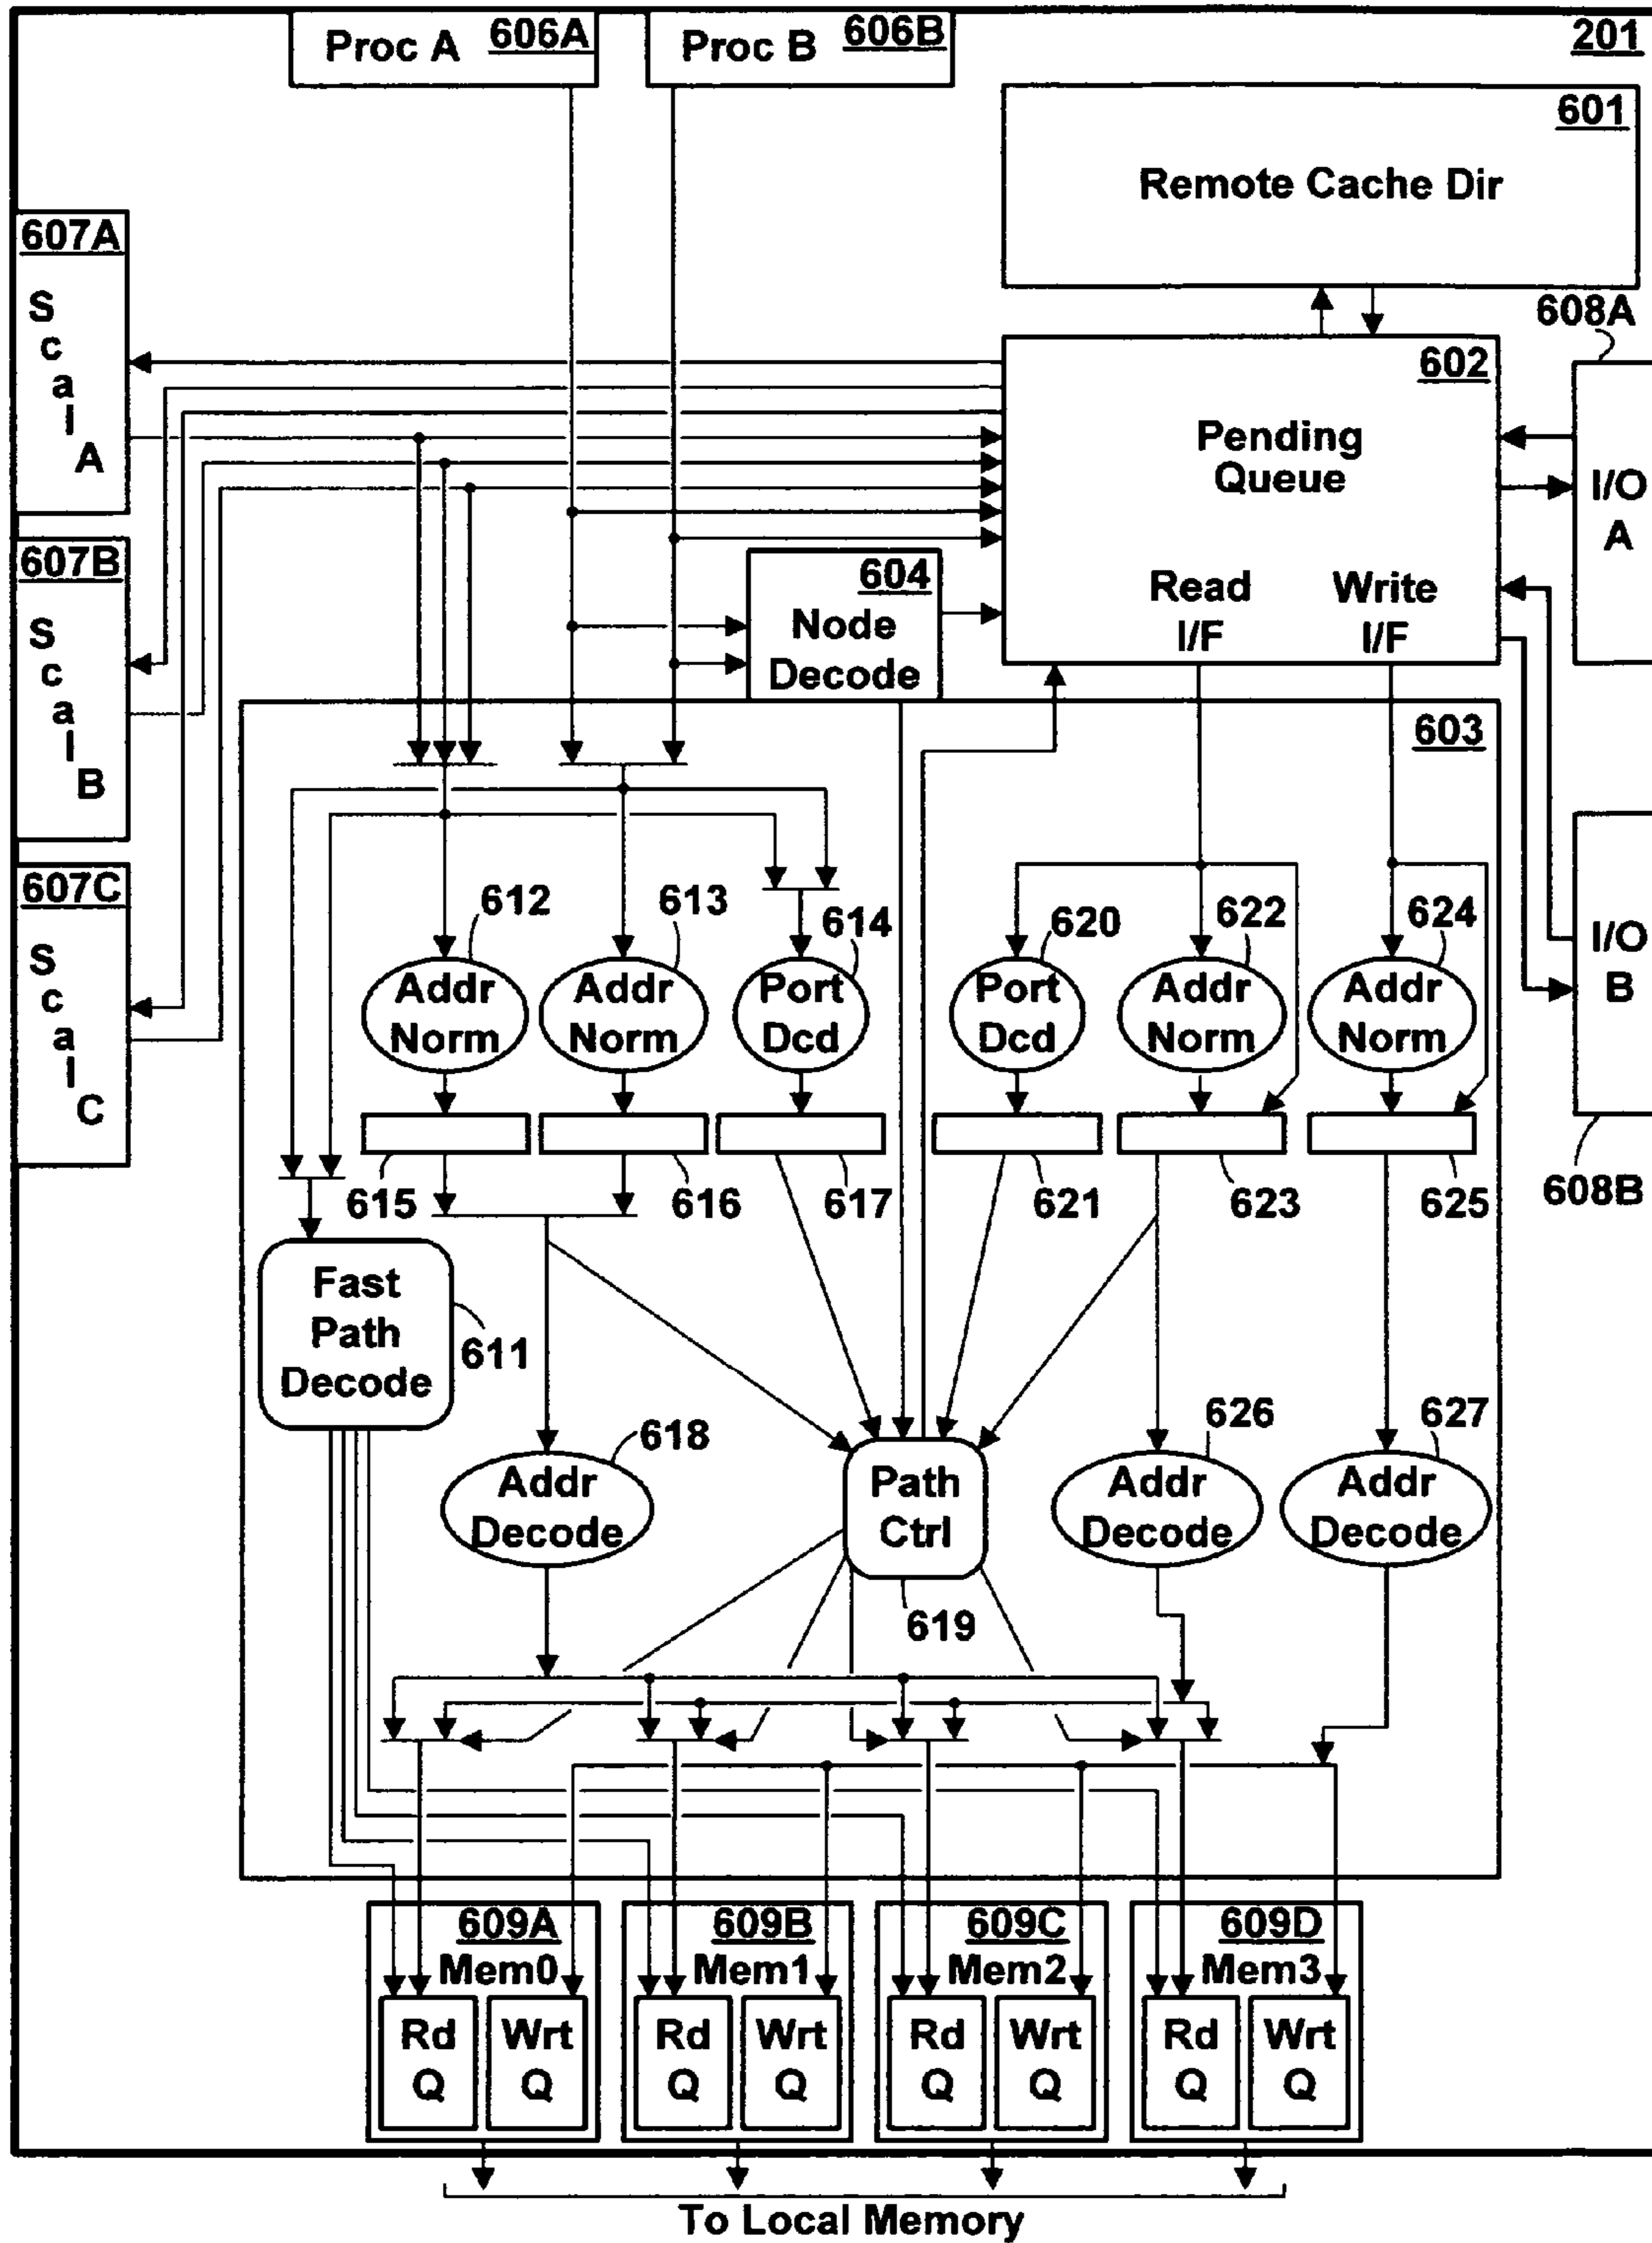 Proc A 606A
Proc B 606B
201
601
Remote Cache Dir
607A
S
c
a
l
A
608A
602
Pending
Queue
Read
I/F
Write
I/F
I/O
A
607B
S
c
a
l
B
604
Node
Decode
603
607C
S
c
a
l
C
612
613
614
620
622
624
Addr
Norm
Addr
Norm
Port
Dcd
Port
Dcd
Addr
Norm
Addr
Norm
I/O
B
615
616
617
621
623
625
608B
Fast
Path
Decode
611
618
626
627
Addr
Decode
Path
Ctrl
Addr
Decode
Addr
Decode
619
609A
Mem0
609B
Mem1
609C
Mem2
609D
Mem3
Rd
Q
Wrt
Q
Rd
Q
Wrt
Q
Rd
Q
Wrt
Q
Rd
Q
Wrt
Q
To Local Memory